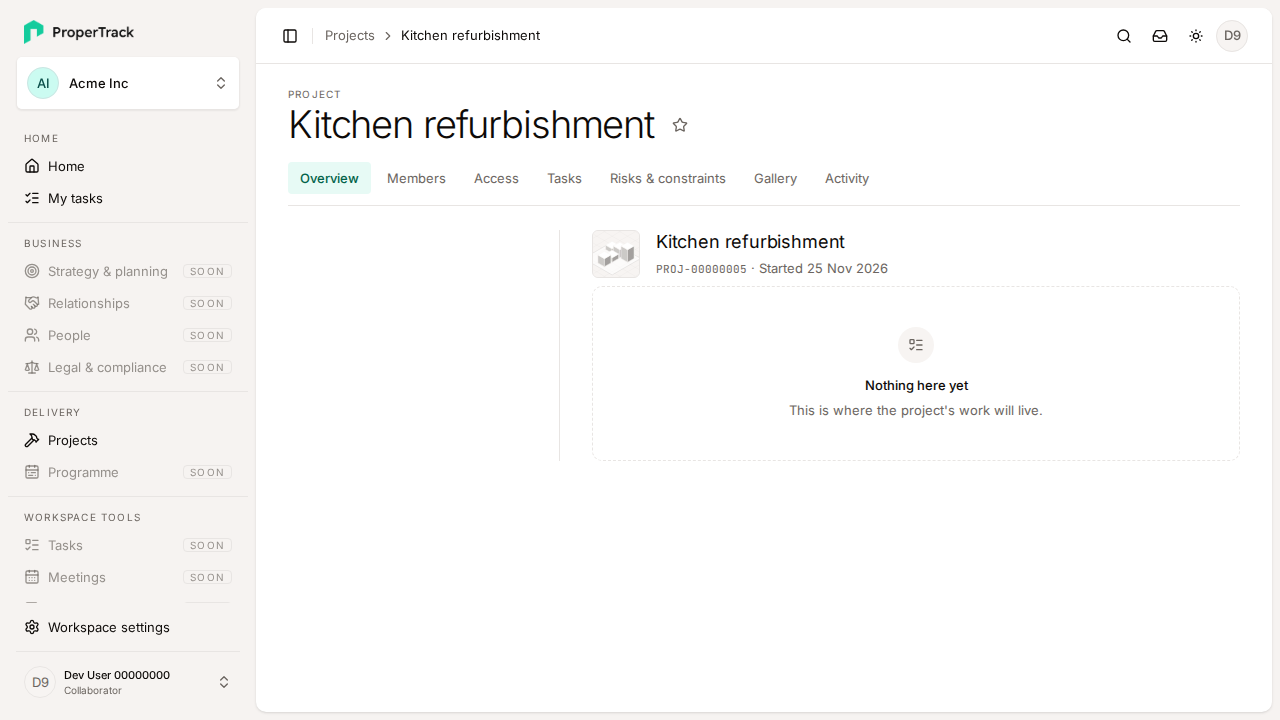 ProperTrack
AI
Acme Inc
HOME
Home
My tasks
BUSINESS
Strategy & planning SOON
Relationships SOON
People SOON
Legal & compliance SOON
DELIVERY
Projects
Programme SOON
WORKSPACE TOOLS
Tasks SOON
Meetings SOON
Workspace settings
D9
Dev User 00000000
Collaborator
Projects > Kitchen refurbishment
D9
PROJECT
Kitchen refurbishment
Overview Members Access Tasks Risks & constraints Gallery Activity
Kitchen refurbishment
PROJ-00000005 · Started 25 Nov 2026
Nothing here yet
This is where the project's work will live.